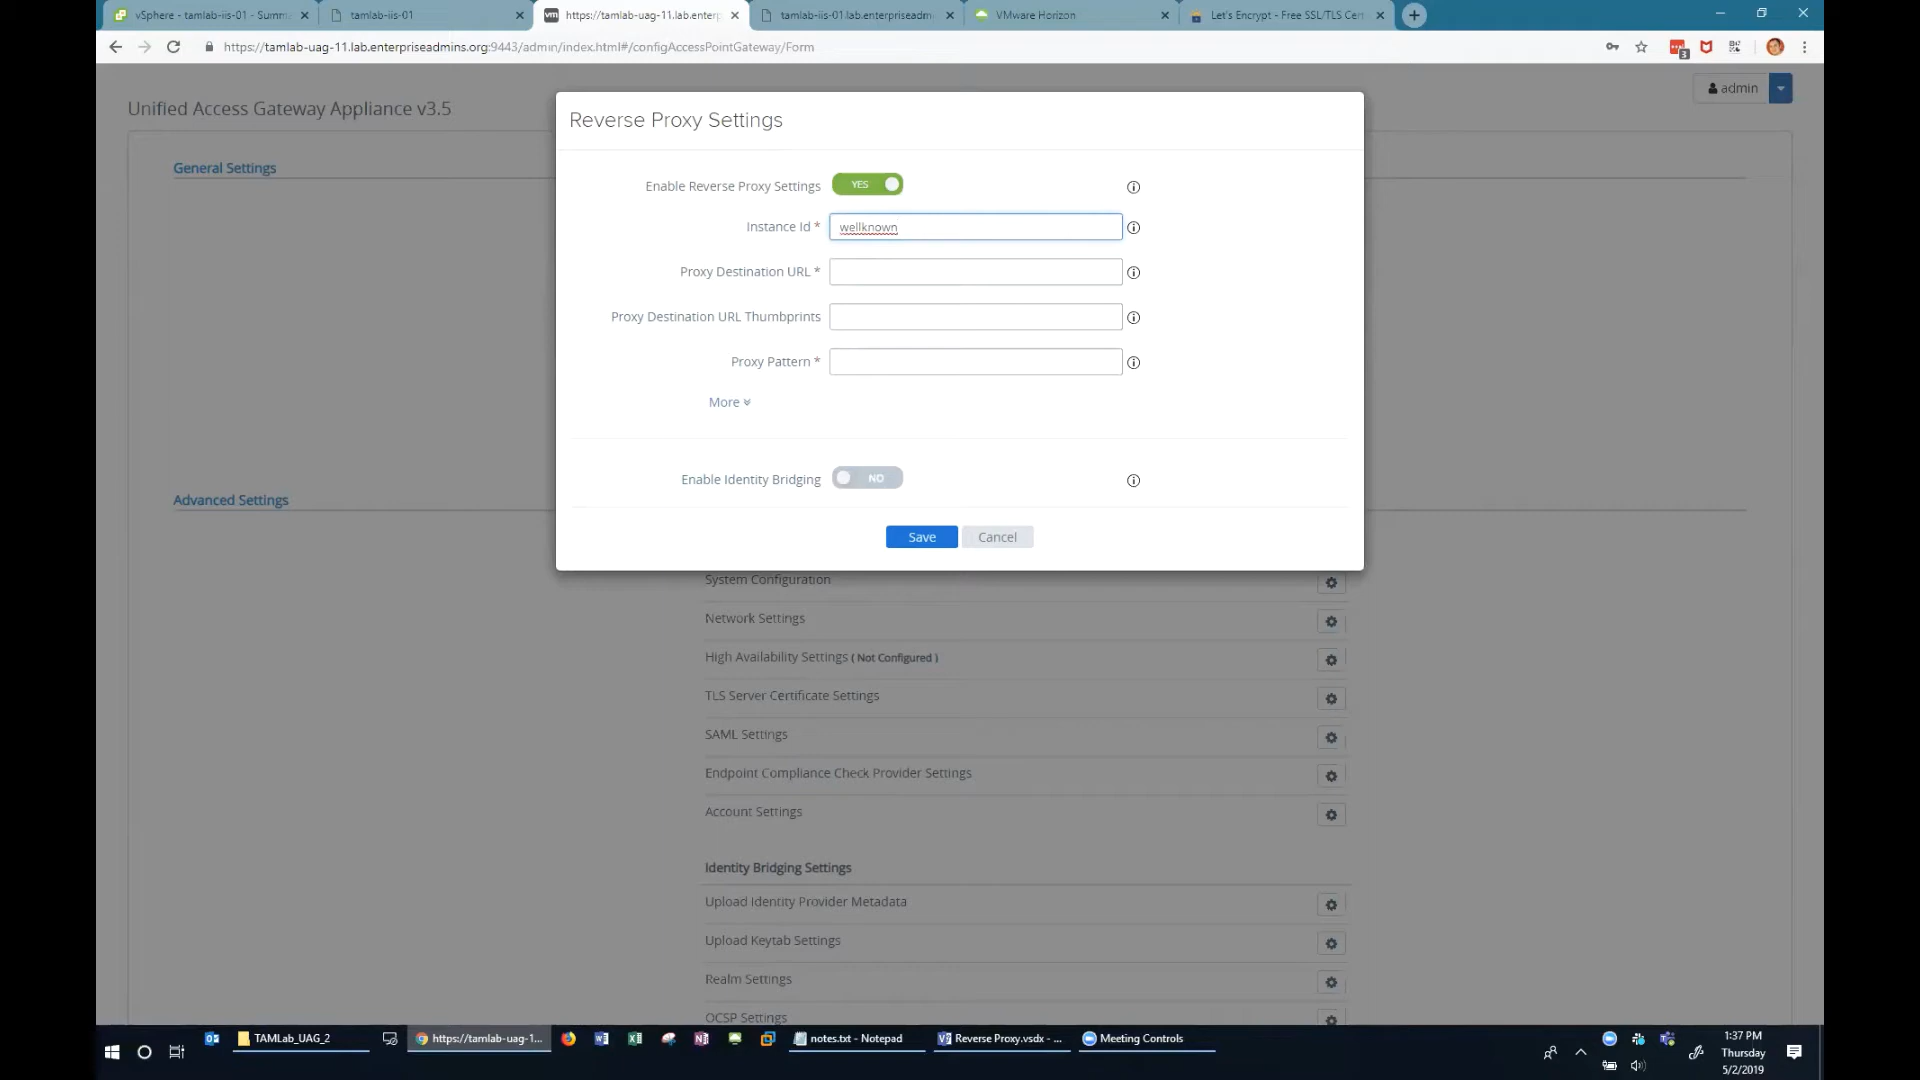 vSphere - tamlab-iis-01 - Summ
tamlab-iis-01
https://tamlab-uag-11.lab.enterp
tamlab-iis-01.lab.enterpriseadmi
VMware Horizon
Let's Encrypt - Free SSL/TLS Cert
https://tamlab-uag-11.lab.enterpriseadmins.org:9443/admin/index.html#/configAccessPointGateway/Form
3
Unified Access Gateway Appliance v3.5
admin
General Settings
Reverse Proxy Settings
Enable Reverse Proxy Settings YES
Instance Id * wellknown
Proxy Destination URL *
Proxy Destination URL Thumbprints
Proxy Pattern *
More
Enable Identity Bridging NO
Save Cancel
Advanced Settings
System Configuration
Network Settings
High Availability Settings ( Not Configured )
TLS Server Certificate Settings
SAML Settings
Endpoint Compliance Check Provider Settings
Account Settings
Identity Bridging Settings
Upload Identity Provider Metadata
Upload Keytab Settings
Realm Settings
OCSP Settings
TAMLab_UAG_2
https://tamlab-uag-1...
notes.txt - Notepad
Reverse Proxy.vsdx - ...
Meeting Controls
1:37 PM
Thursday
5/2/2019